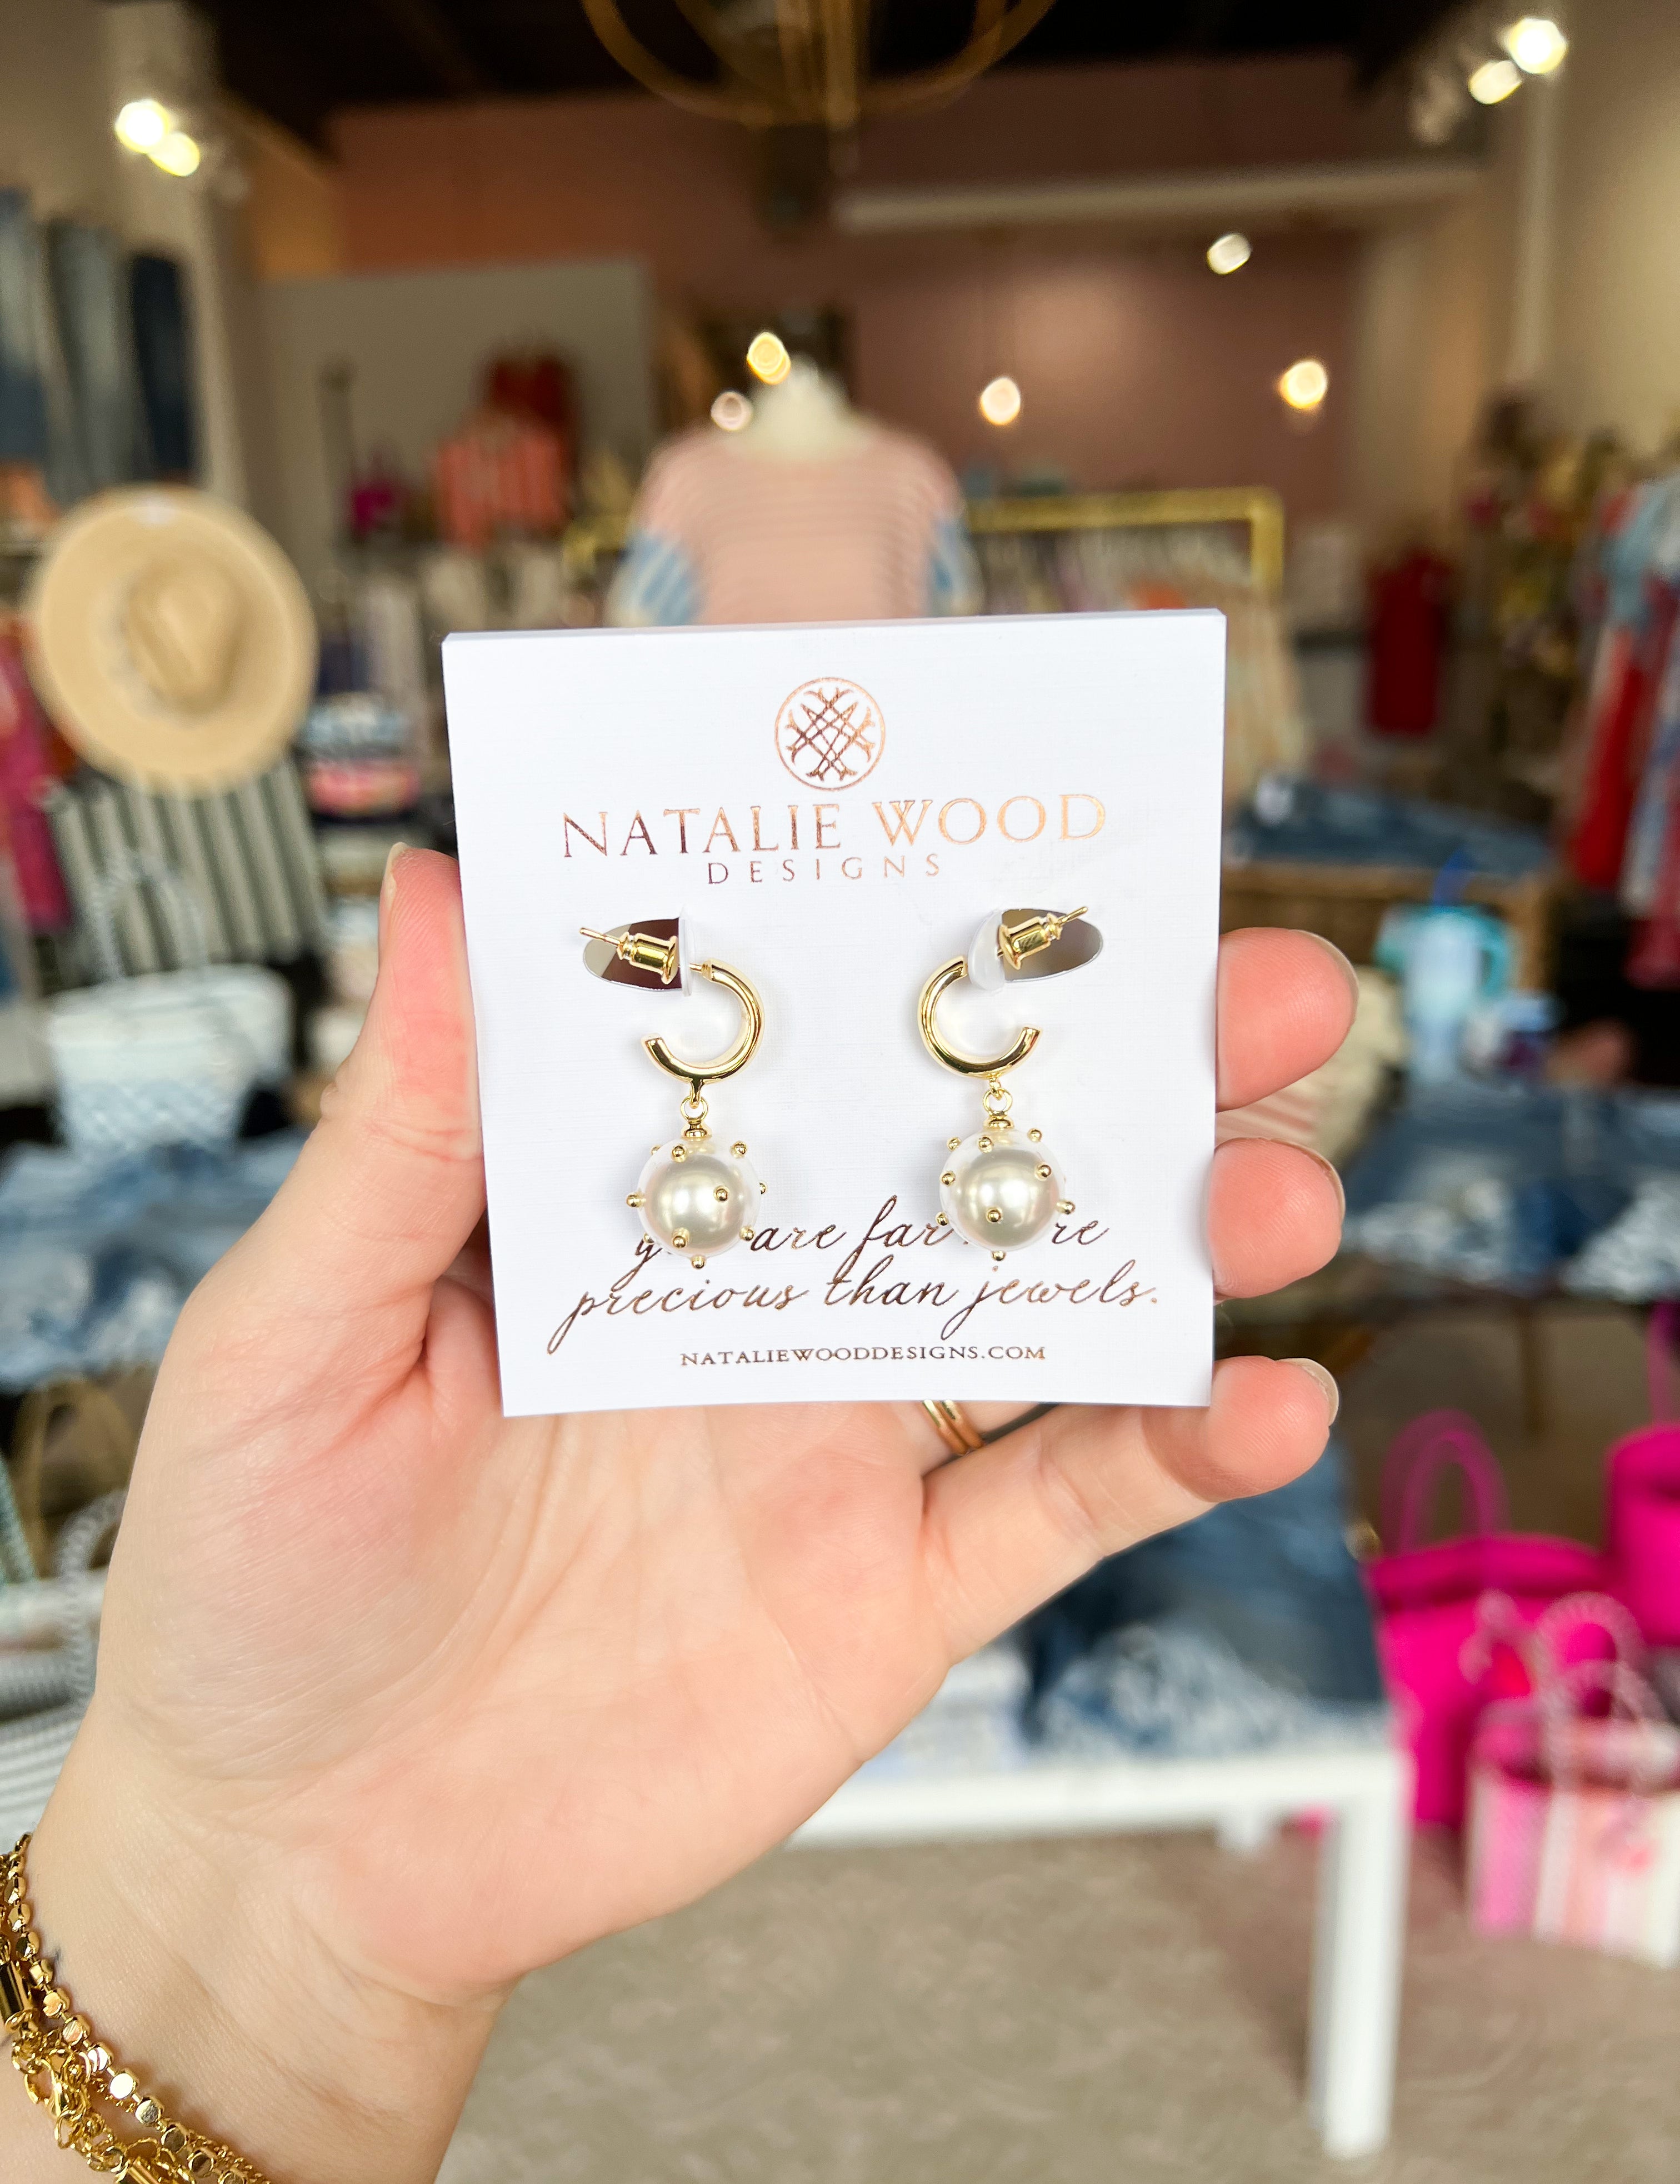 NATALIE WOOD
DESIGNS
are far
precious than jewels.
NATALIEWOODDESIGNS.COM